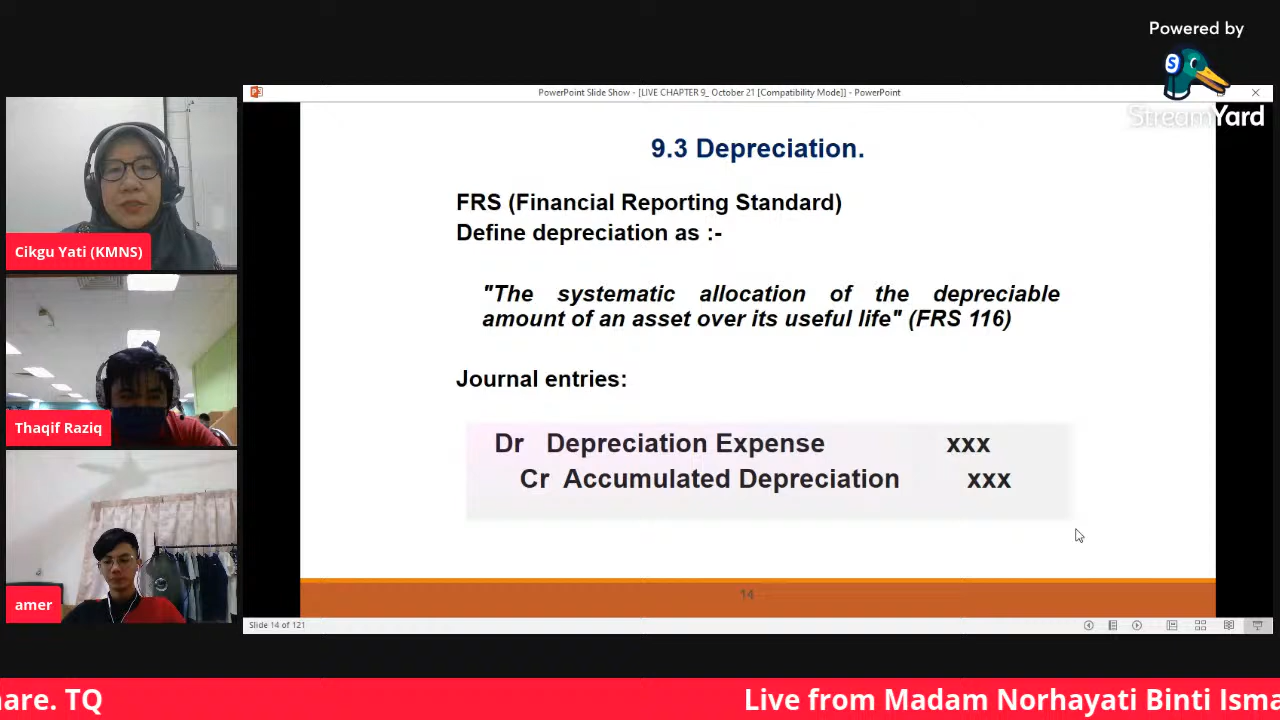 Powered by
StreamYard
PowerPoint Slide Show - [LIVE CHAPTER 9_ October 21 [Compatibility Mode]] - PowerPoint
Cikgu Yati (KMNS)
Thaqif Raziq
amer
9.3 Depreciation.
FRS (Financial Reporting Standard)
Define depreciation as :-
"The systematic allocation of the depreciable
amount of an asset over its useful life" (FRS 116)
Journal entries:
Dr Depreciation Expense xxx
Cr Accumulated Depreciation xxx
14
Slide 14 of 121
are. TQ
Live from Madam Norhayati Binti Isma